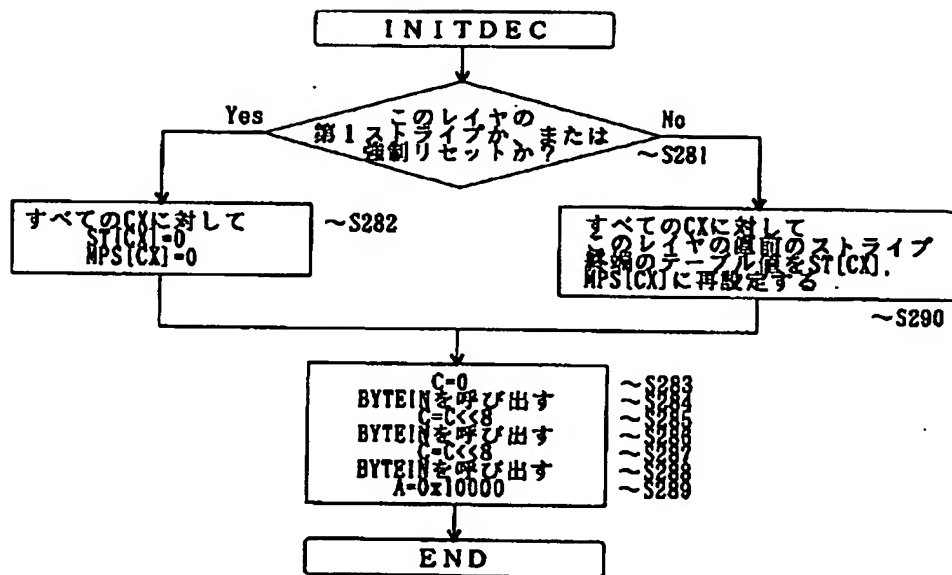 INITDEC
Yes
このレイヤの
第1ストライプか、または
強制リセットか?
No
~S281
すべてのCXに対して
ST[CX]=0
MPS[CX]=0
~S282
すべてのCXに対して
このレイヤの直前のストライプ
終端のテーブル値をST[CX],
MPS[CX]に再設定する
~S290
C=0
BYTEINを呼び出す
C=C<<8
BYTEINを呼び出す
C=C<<8
BYTEINを呼び出す
A=0x10000
~S283
~S284
~S285
~S286
~S287
~S288
~S289
END